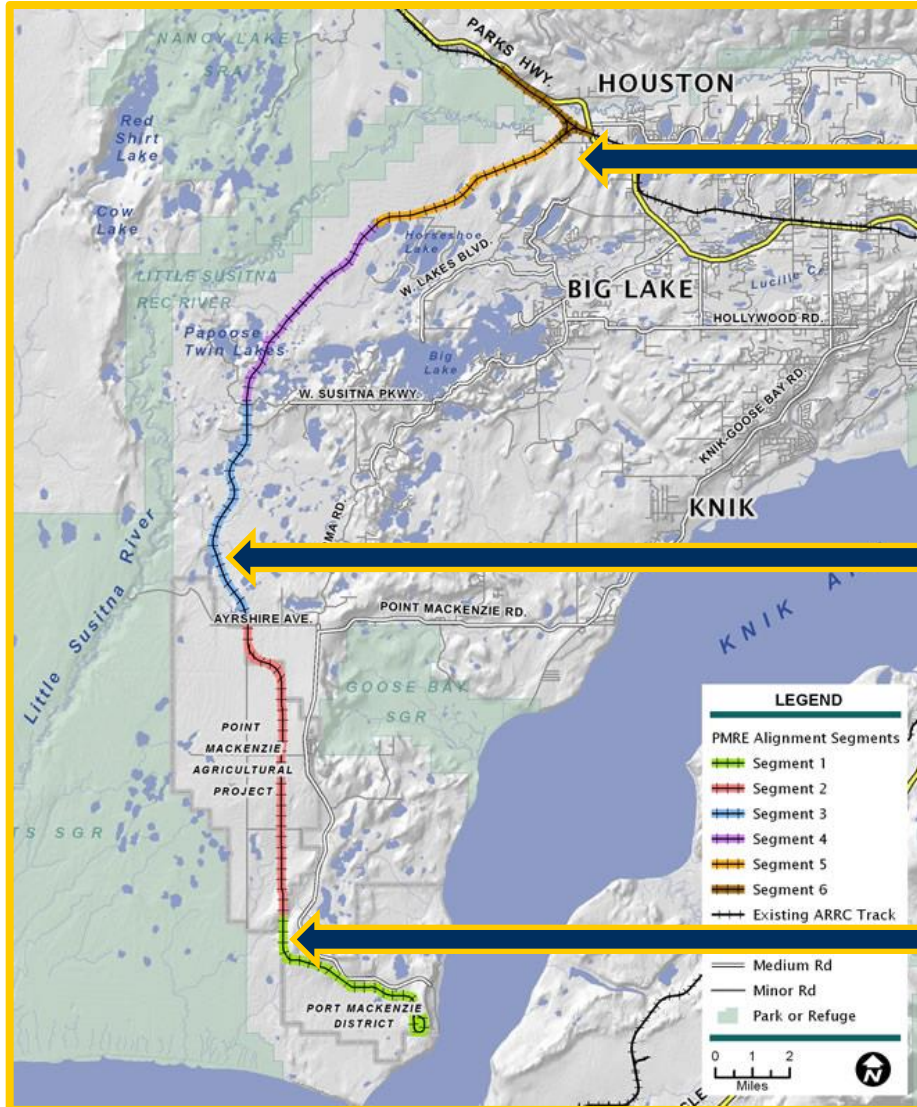 NANCY LAKE
SRA
PARKS HWY.
HOUSTON
Red
Shirt
Lake
Cow
Lake
Horseshoe
Lake
W. LAKES BLVD.
LITTLE SUSITNA
REC RIVER
BIG LAKE
Lucille Cr
HOLLYWOOD RD.
Papoose
Twin Lakes
Big
Lake
W. SUSITNA PKWY.
KNIK-GOOSE BAY RD.
KNIK
MA RD.
Little Susitna River
AYRSHIRE AVE.
POINT MACKENZIE RD.
KNIK A
GOOSE BAY
SGR
POINT
MACKENZIE
AGRICULTURAL
PROJECT
TS SGR
PORT MACKENZIE
DISTRICT
LEGEND
PMRE Alignment Segments
Segment 1
Segment 2
Segment 3
Segment 4
Segment 5
Segment 6
Existing ARRC Track
Medium Rd
Minor Rd
Park or Refuge
0 1 2
Miles
N